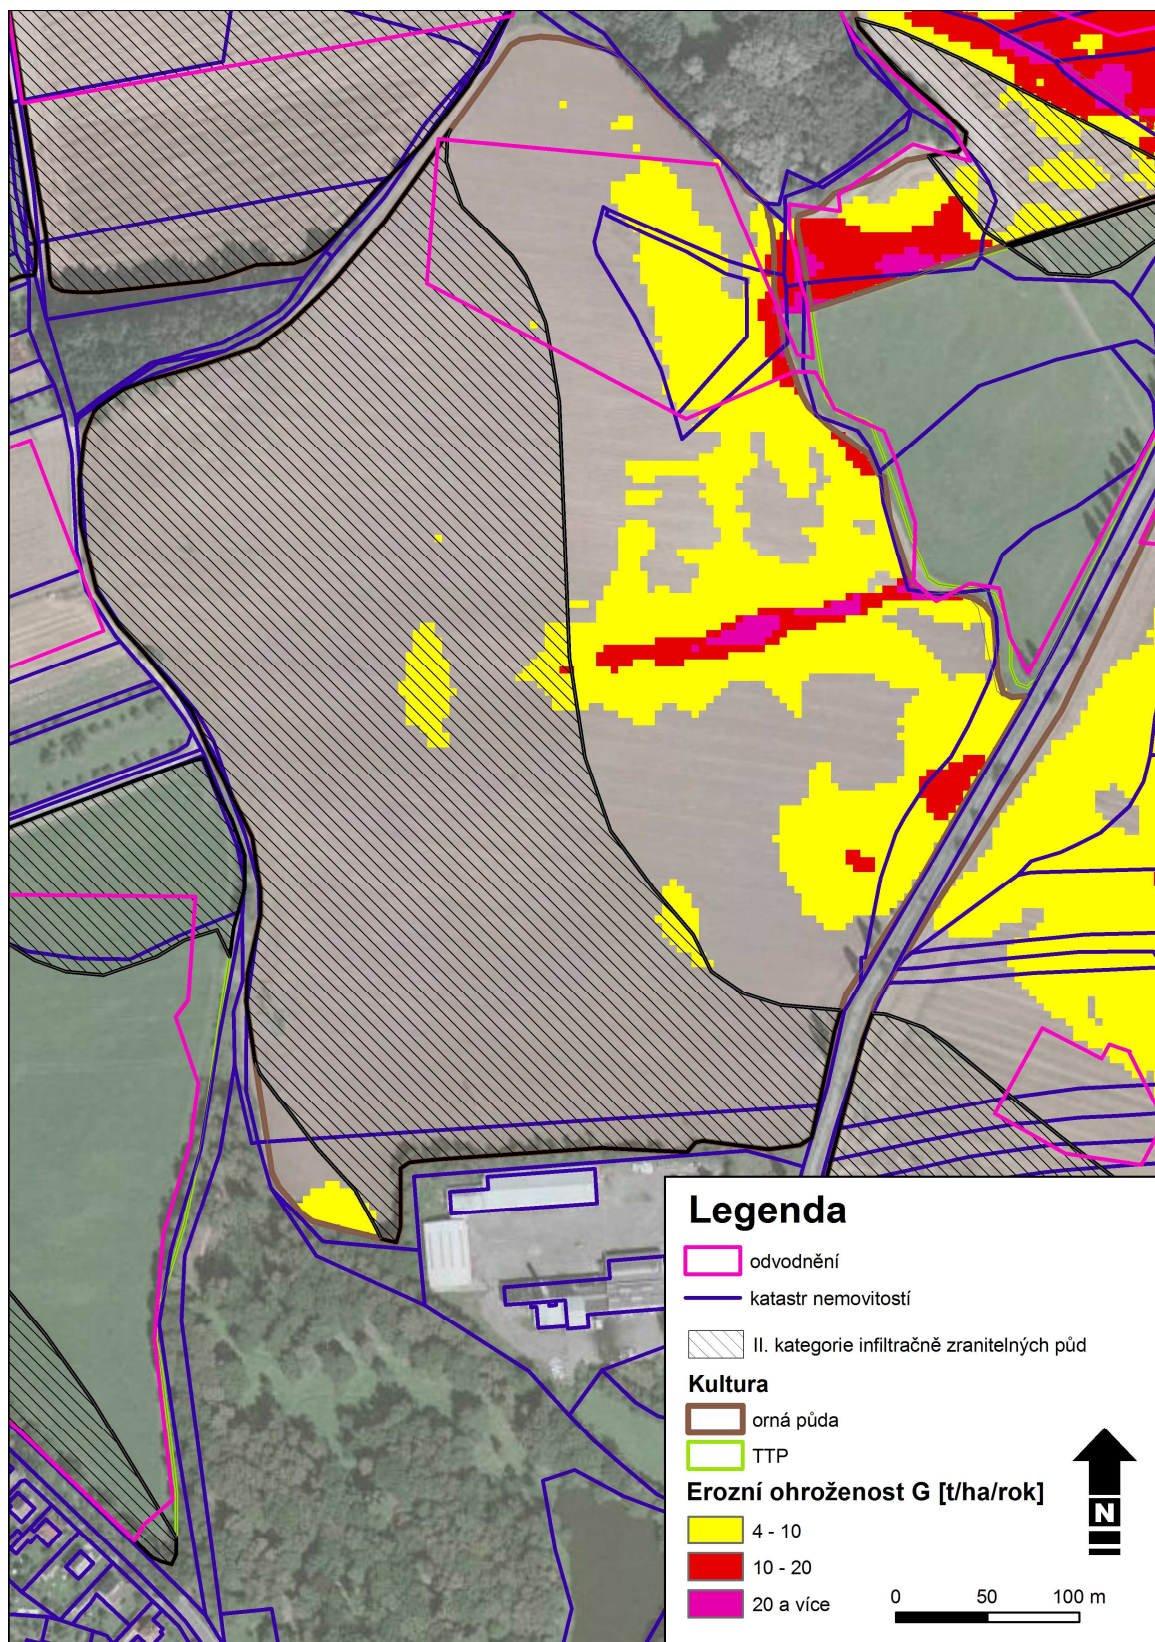 Legenda
odvodnění
katastr nemovitostí
II. kategorie infiltračně zranitelných půd
Kultura
orná půda
TTP
Erozní ohroženost G [t/ha/rok]
4 - 10
10 - 20
20 a více
N
0 50 100 m